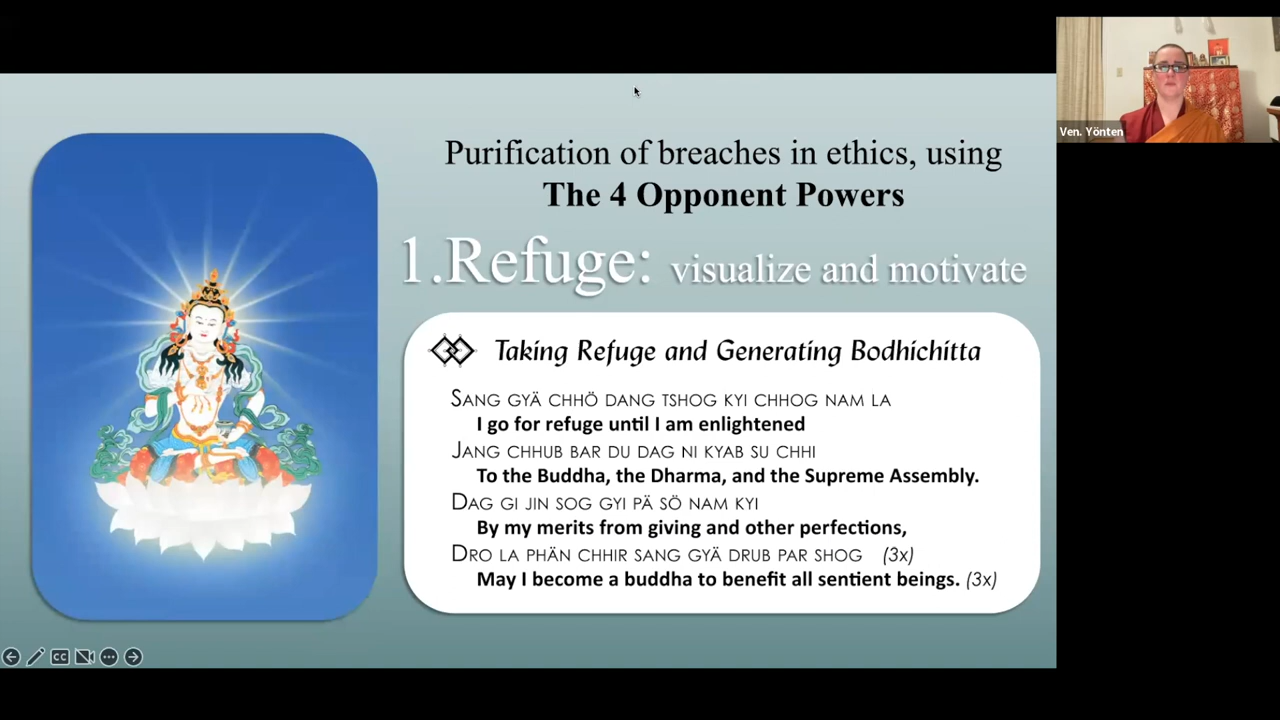 Purification of breaches in ethics, using
The 4 Opponent Powers
1.Refuge: visualize and motivate
Taking Refuge and Generating Bodhichitta
SANG GYÄ CHHÖ DANG TSHOG KYI CHHOG NAM LA
I go for refuge until I am enlightened
JANG CHHUB BAR DU DAG NI KYAB SU CHHI
To the Buddha, the Dharma, and the Supreme Assembly.
DAG GI JIN SOG GYI PÄ SÖ NAM KYI
By my merits from giving and other perfections,
DRO LA PHÄN CHHIR SANG GYÄ DRUB PAR SHOG (3x)
May I become a buddha to benefit all sentient beings. (3x)
Ven. Yönten
CC